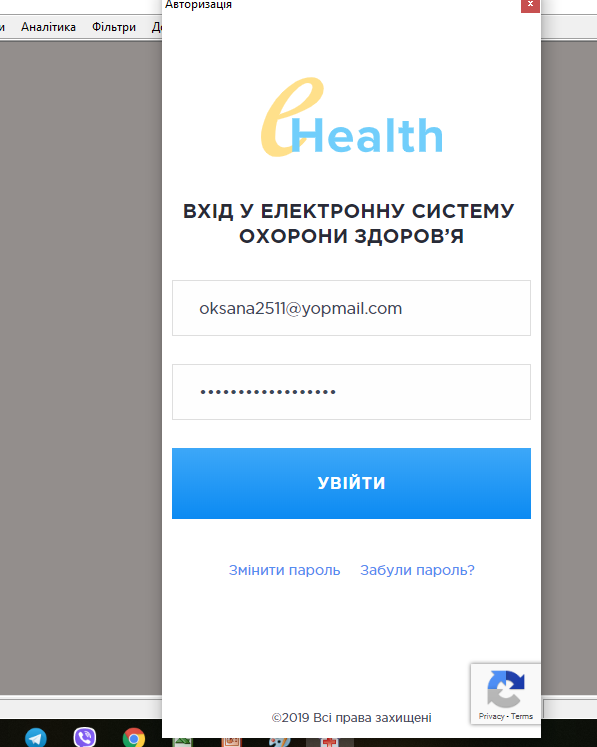 Авторизація
x
и Аналітика Фільтри Д
eHealth
ВХІД У ЕЛЕКТРОННУ СИСТЕМУ
ОХОРОНИ ЗДОРОВ’Я
oksana2511@yopmail.com
••••••••••••••••••
УВІЙТИ
Змінити пароль Забули пароль?
©2019 Всі права захищені
Privacy - Terms